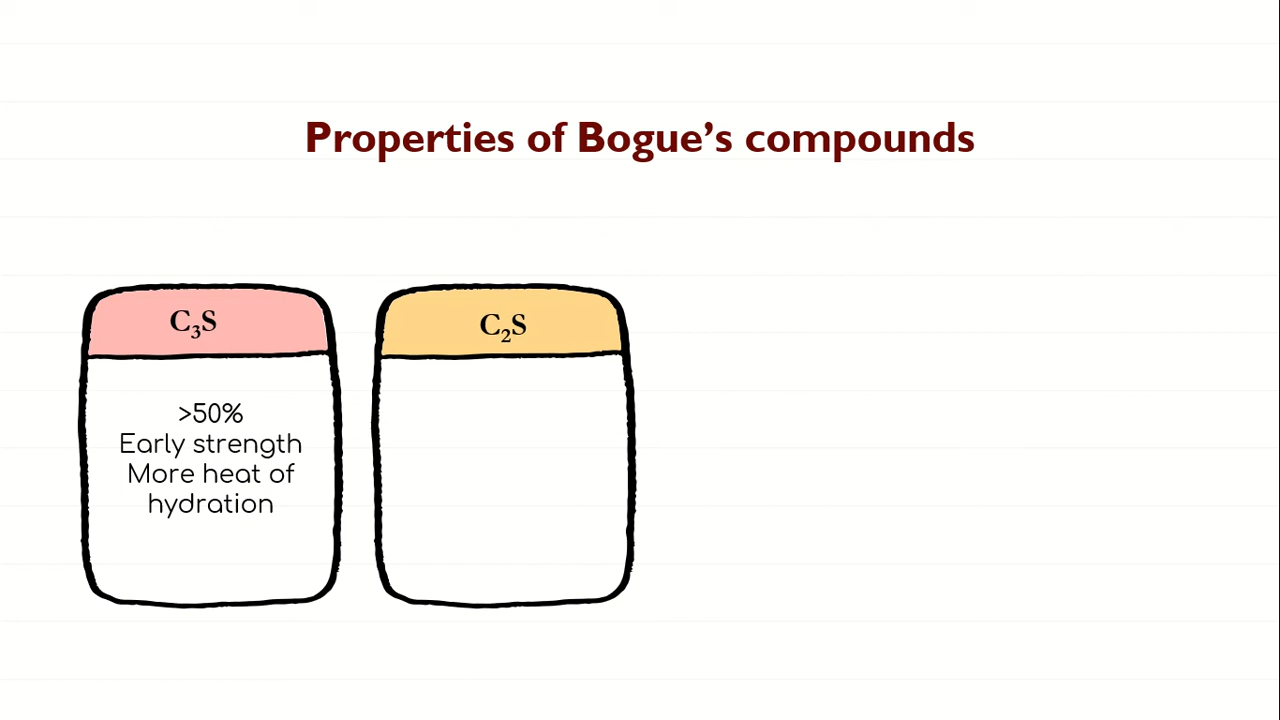 Properties of Bogue’s compounds
C₃S
>50%
Early strength
More heat of
hydration
C₂S